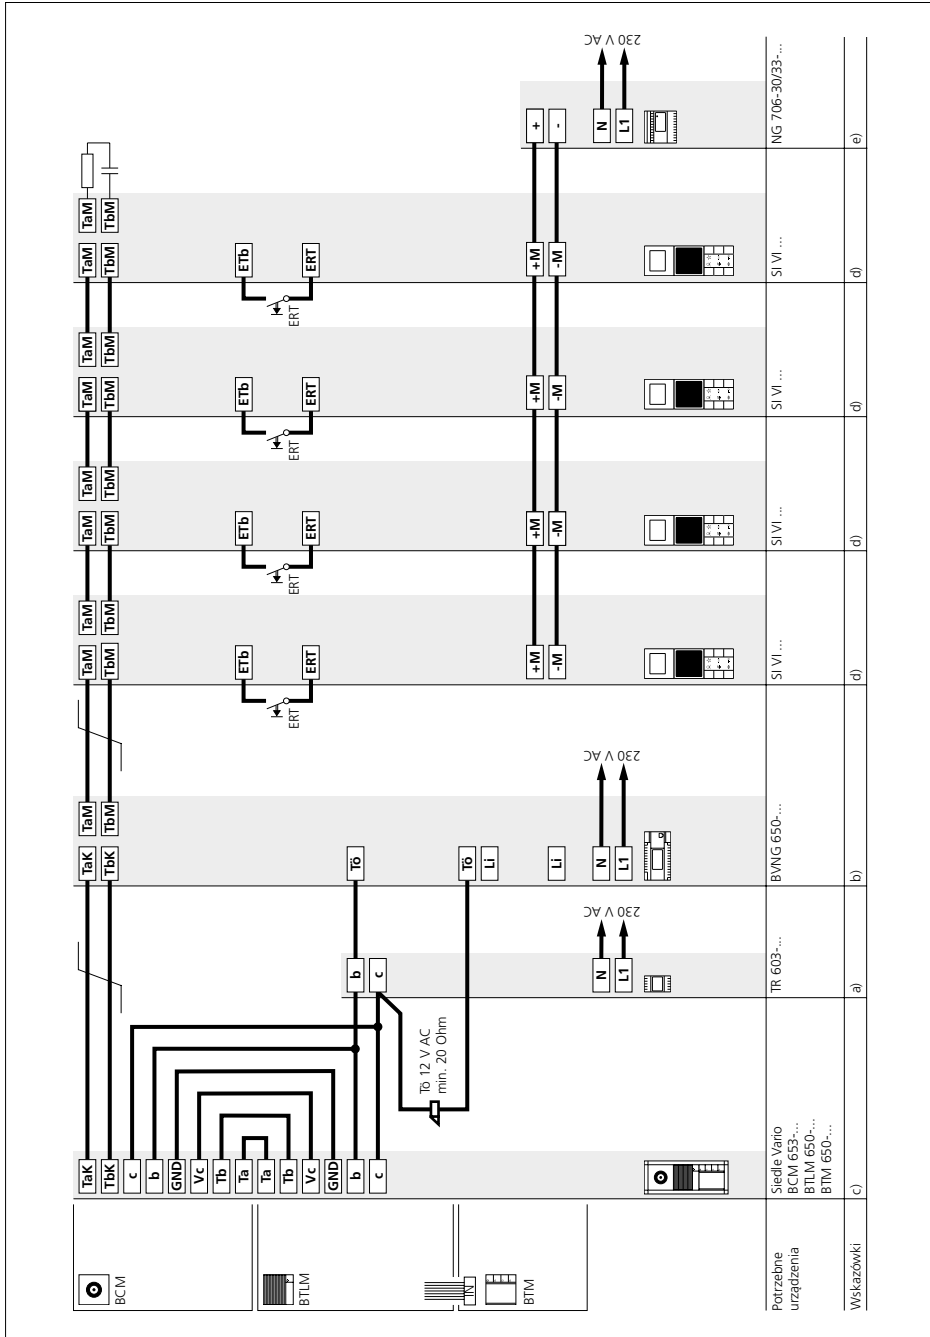 TaK TaK TaM TaM TaM TaM TaM TaM TaM TaM TaM
TbK TbK TbM TbM TbM TbM TbM TbM TbM TbM TbM
BCM
c
b
GND
Vc
Tb
Ta ETb ETb ETb ETb
Ta
Tb
ERT ERT ERT ERT
BTLM
Vc ERT ERT ERT ERT
GND
b b Tö
c c
Tö 12 V AC
min. 20 Ohm
IN
Tö
Li
BTM
+M +M +M +M +
-M -M -M -M -
Li
N N N
230 V AC 230 V AC 230 V AC
L1 L1 L1
Potrzebne
urządzenia
Siedle Vario
BCM 653-...
BTLM 650-...
BTM 650-...
TR 603-...
BVNG 650-...
SI VI ...
SI VI ...
SI VI ...
SI VI ...
NG 706-30/33-...
Wskazówki
c)
a)
b)
d)
d)
d)
d)
e)